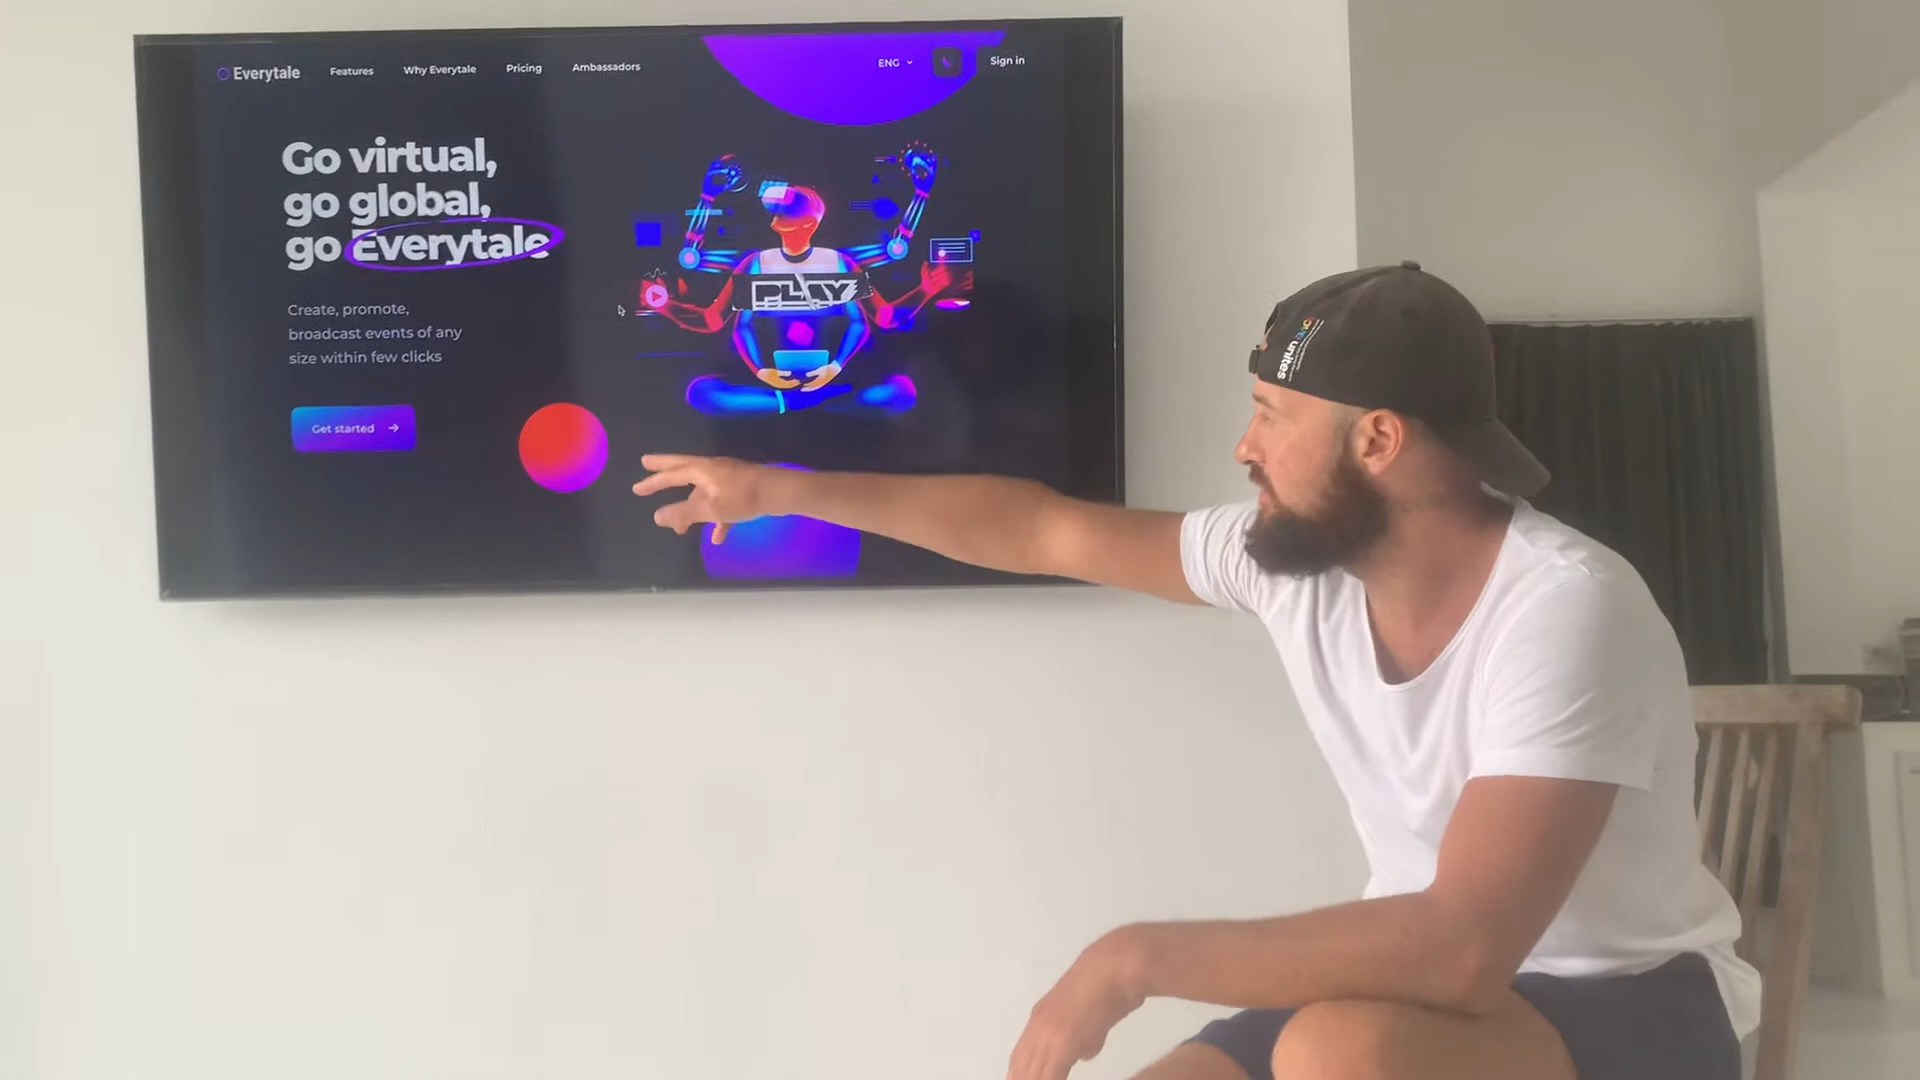 Everytale
Features
Why Everytale
Pricing
Ambassadors
ENG
Sign in
Go virtual,
go global,
go Everytale
Create, promote,
broadcast events of any
size within few clicks
Get started
PLAY
love unites